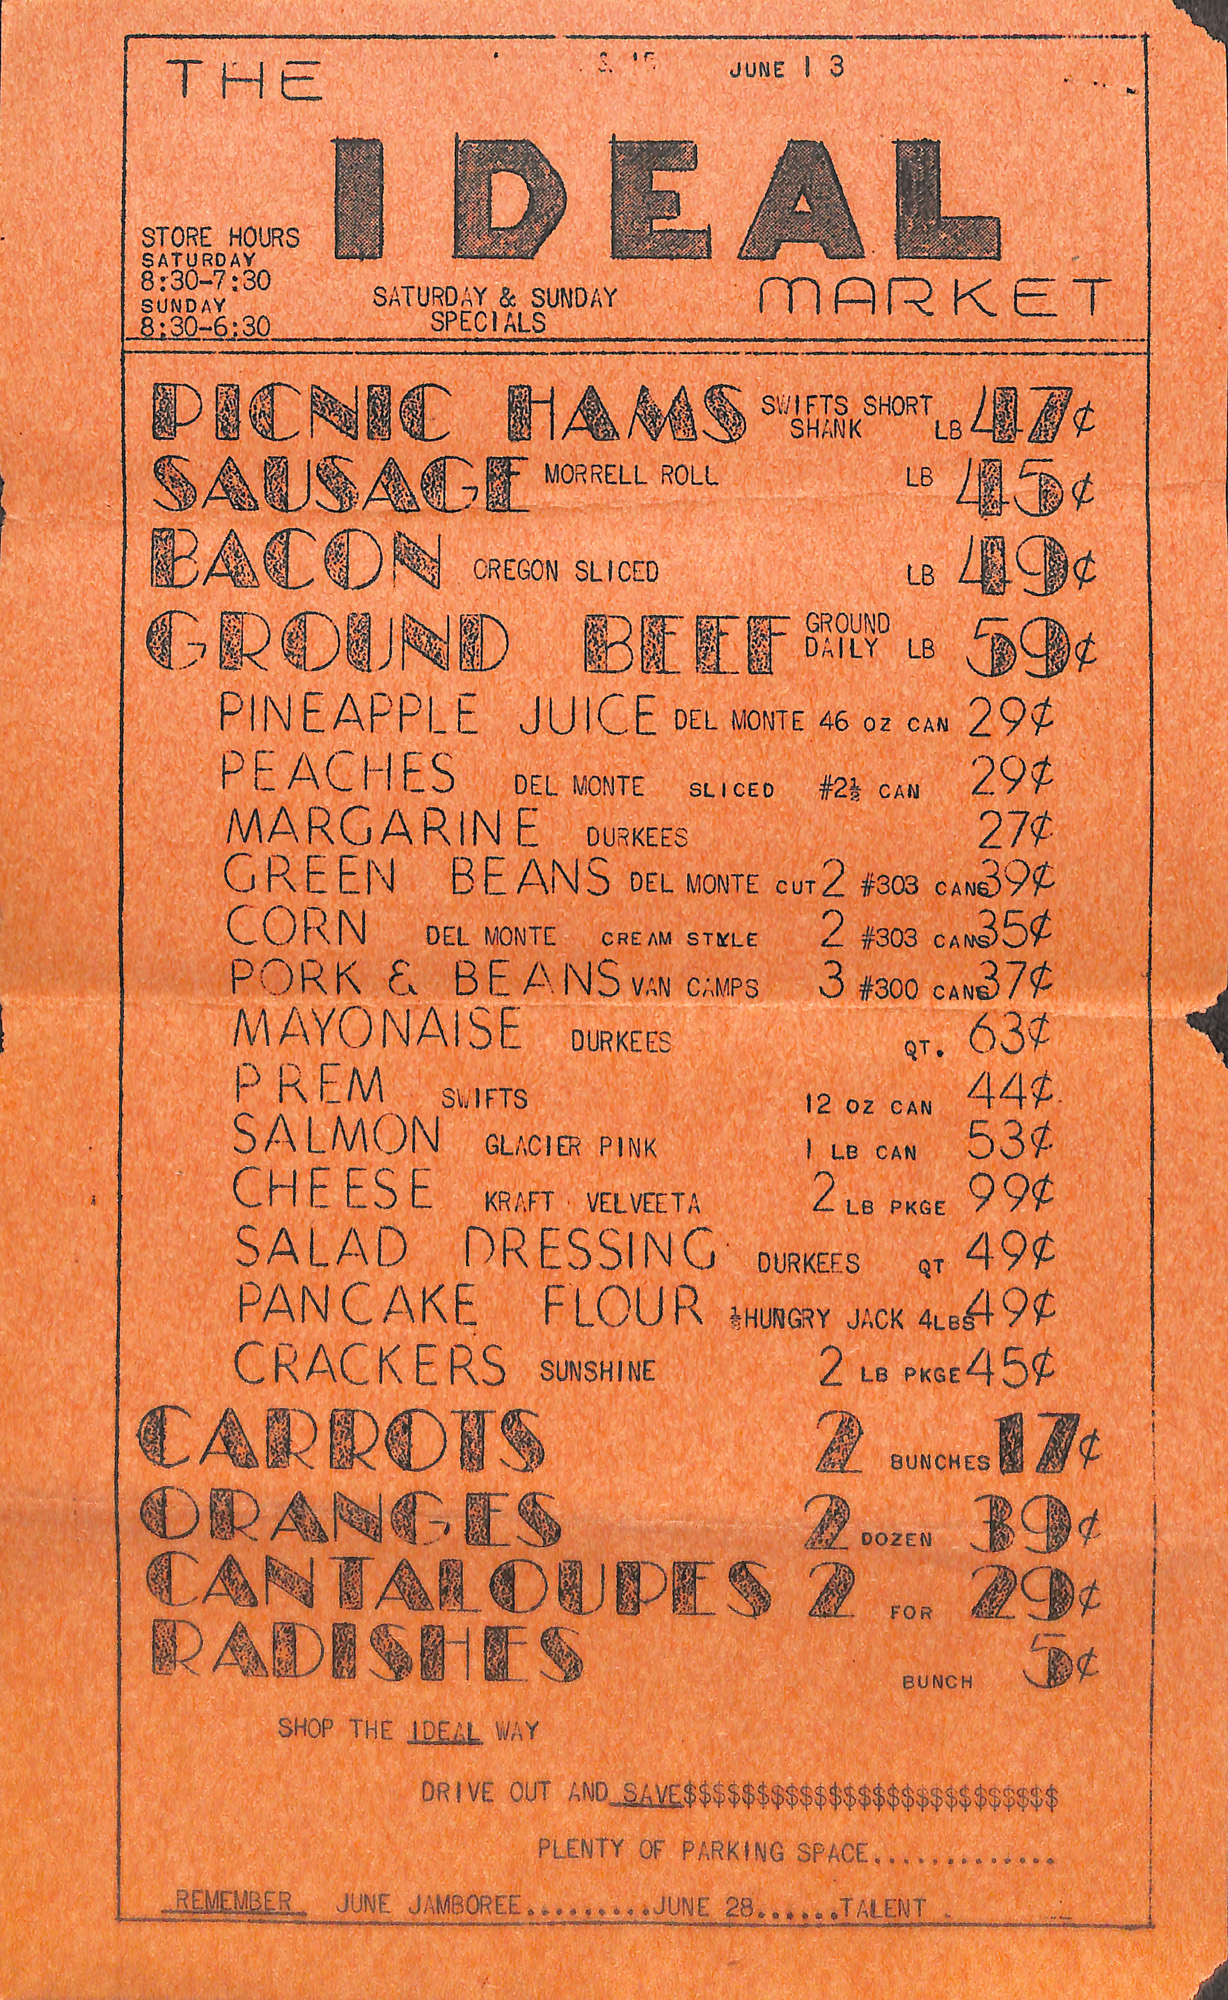 THE
JUNE 13
IDEAL
MARKET
STORE HOURS
SATURDAY
8:30-7:30
SUNDAY
8:30-6:30
SATURDAY & SUNDAY
SPECIALS
PICNIC HAMS SWIFTS SHORT SHANK LB 47¢
SAUSAGE MORRELL ROLL LB 45¢
BACON OREGON SLICED LB 49¢
GROUND BEEF GROUND DAILY LB 59¢
PINEAPPLE JUICE DEL MONTE 46 OZ CAN 29¢
PEACHES DEL MONTE SLICED #2½ CAN 29¢
MARGARINE DURKEES 27¢
GREEN BEANS DEL MONTE CUT 2 #303 CANS 39¢
CORN DEL MONTE CREAM STYLE 2 #303 CANS 35¢
PORK & BEANS VAN CAMPS 3 #300 CANS 37¢
MAYONAISE DURKEES QT. 63¢
PREM SWIFTS 12 OZ CAN 44¢
SALMON GLACIER PINK 1 LB CAN 53¢
CHEESE KRAFT VELVEETA 2 LB PKGE 99¢
SALAD DRESSING DURKEES QT 49¢
PANCAKE FLOUR HUNGRY JACK 4LBS 49¢
CRACKERS SUNSHINE 2 LB PKGE 45¢
CARROTS 2 BUNCHES 17¢
ORANGES 2 DOZEN 39¢
CANTALOUPES 2 FOR 29¢
RADISHES BUNCH 5¢
SHOP THE IDEAL WAY
DRIVE OUT AND SAVE$$$$$$$$$$$$$$$$$$$$$$$$$$
PLENTY OF PARKING SPACE.............
REMEMBER JUNE JAMBOREE.........JUNE 28......TALENT